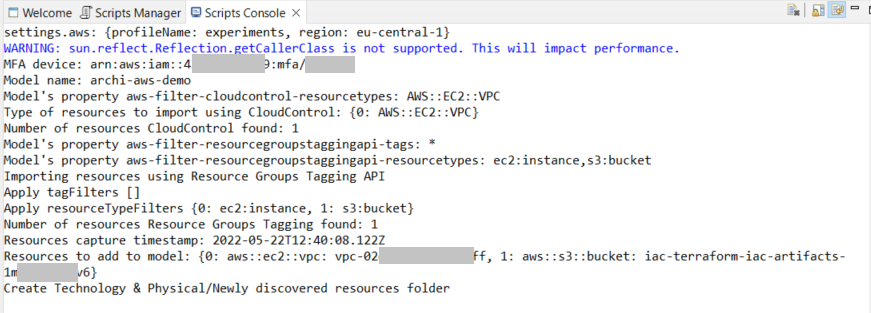 Welcome Scripts Manager Scripts Console
settings.aws: {profileName: experiments, region: eu-central-1}
WARNING: sun.reflect.Reflection.getCallerClass is not supported. This will impact performance.
MFA device: arn:aws:iam::4 9:mfa/
Model name: archi-aws-demo
Model's property aws-filter-cloudcontrol-resourcetypes: AWS::EC2::VPC
Type of resources to import using CloudControl: {0: AWS::EC2::VPC}
Number of resources CloudControl found: 1
Model's property aws-filter-resourcegroupstaggingapi-tags: *
Model's property aws-filter-resourcegroupstaggingapi-resourcetypes: ec2:instance,s3:bucket
Importing resources using Resource Groups Tagging API
Apply tagFilters []
Apply resourceTypeFilters {0: ec2:instance, 1: s3:bucket}
Number of resources Resource Groups Tagging found: 1
Resources capture timestamp: 2022-05-22T12:40:08.122Z
Resources to add to model: {0: aws::ec2::vpc: vpc-02 ff, 1: aws::s3::bucket: iac-terraform-iac-artifacts-
1m v6}
Create Technology & Physical/Newly discovered resources folder